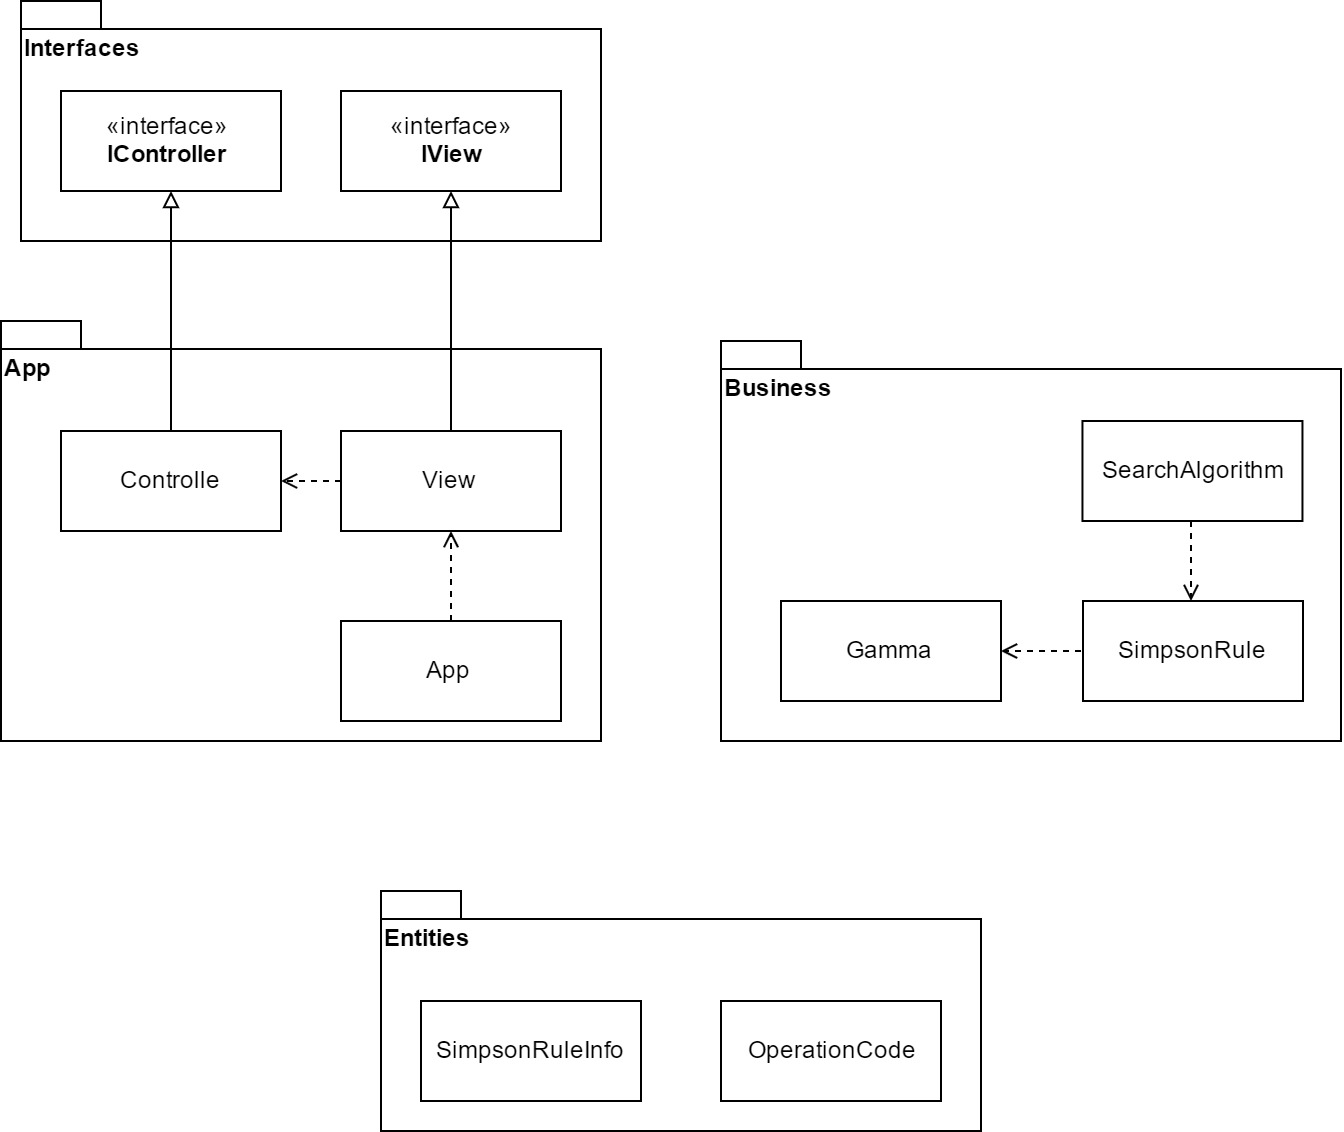 Interfaces
«interface»
IController
«interface»
IView
App
Controlle
View
App
Business
SearchAlgorithm
Gamma
SimpsonRule
Entities
SimpsonRuleInfo
OperationCode